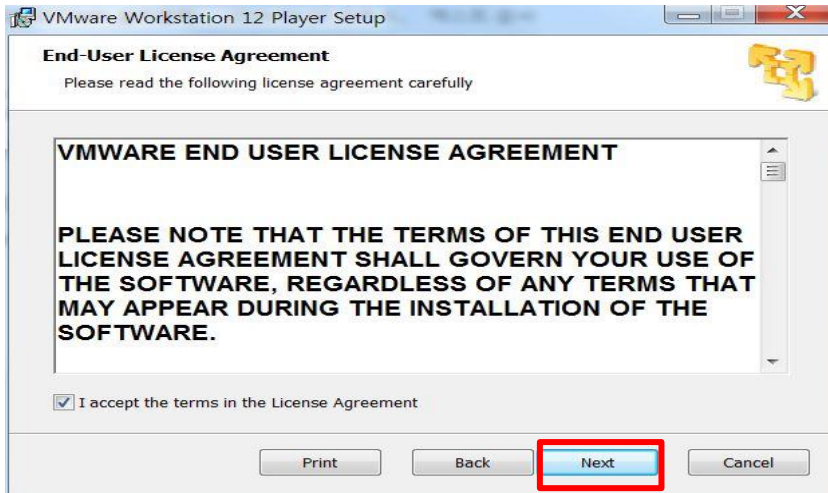 VMware Workstation 12 Player Setup
End-User License Agreement
Please read the following license agreement carefully
VMWARE END USER LICENSE AGREEMENT
PLEASE NOTE THAT THE TERMS OF THIS END USER
LICENSE AGREEMENT SHALL GOVERN YOUR USE OF
THE SOFTWARE, REGARDLESS OF ANY TERMS THAT
MAY APPEAR DURING THE INSTALLATION OF THE
SOFTWARE.
I accept the terms in the License Agreement
Print Back Next Cancel